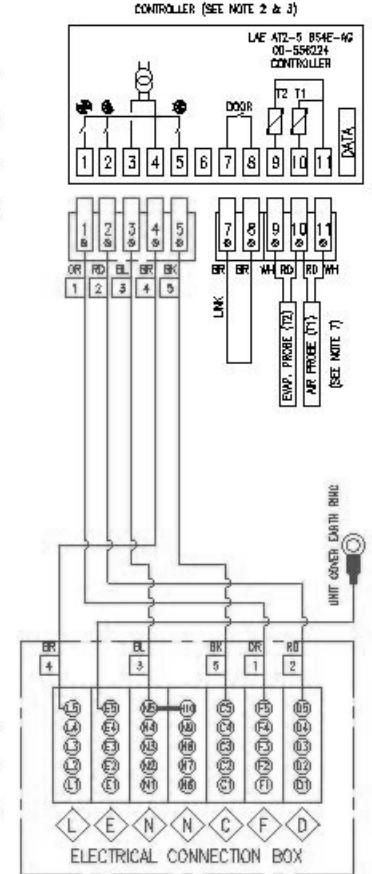 CONTROLLER (SEE NOTE 2 & 3)
LAE AT2-5 BS4E-AG
00-556224
CONTROLLER
T2 T1
DOOR
DATA
1 2 3 4 5 6 7 8 9 10 11
1 2 3 4 5 7 8 9 10 11
OR RD BL BR BK BR BR WH RD RD WH
1 2 3 4 5
LINK
EVAP. PROBE (T2)
AIR PROBE (T1)
(SEE NOTE 7)
UNIT COVER EARTH RING
BR BL BK OR RD
4 3 5 1 2
L5 E5 N5 N10 C5 F5 D5
L4 E4 N4 N9 C4 F4 D4
L3 E3 N3 N8 C3 F3 D3
L2 E2 N2 N7 C2 F2 D2
L1 E1 N1 N6 C1 F1 D1
L E N N C F D
ELECTRICAL CONNECTION BOX